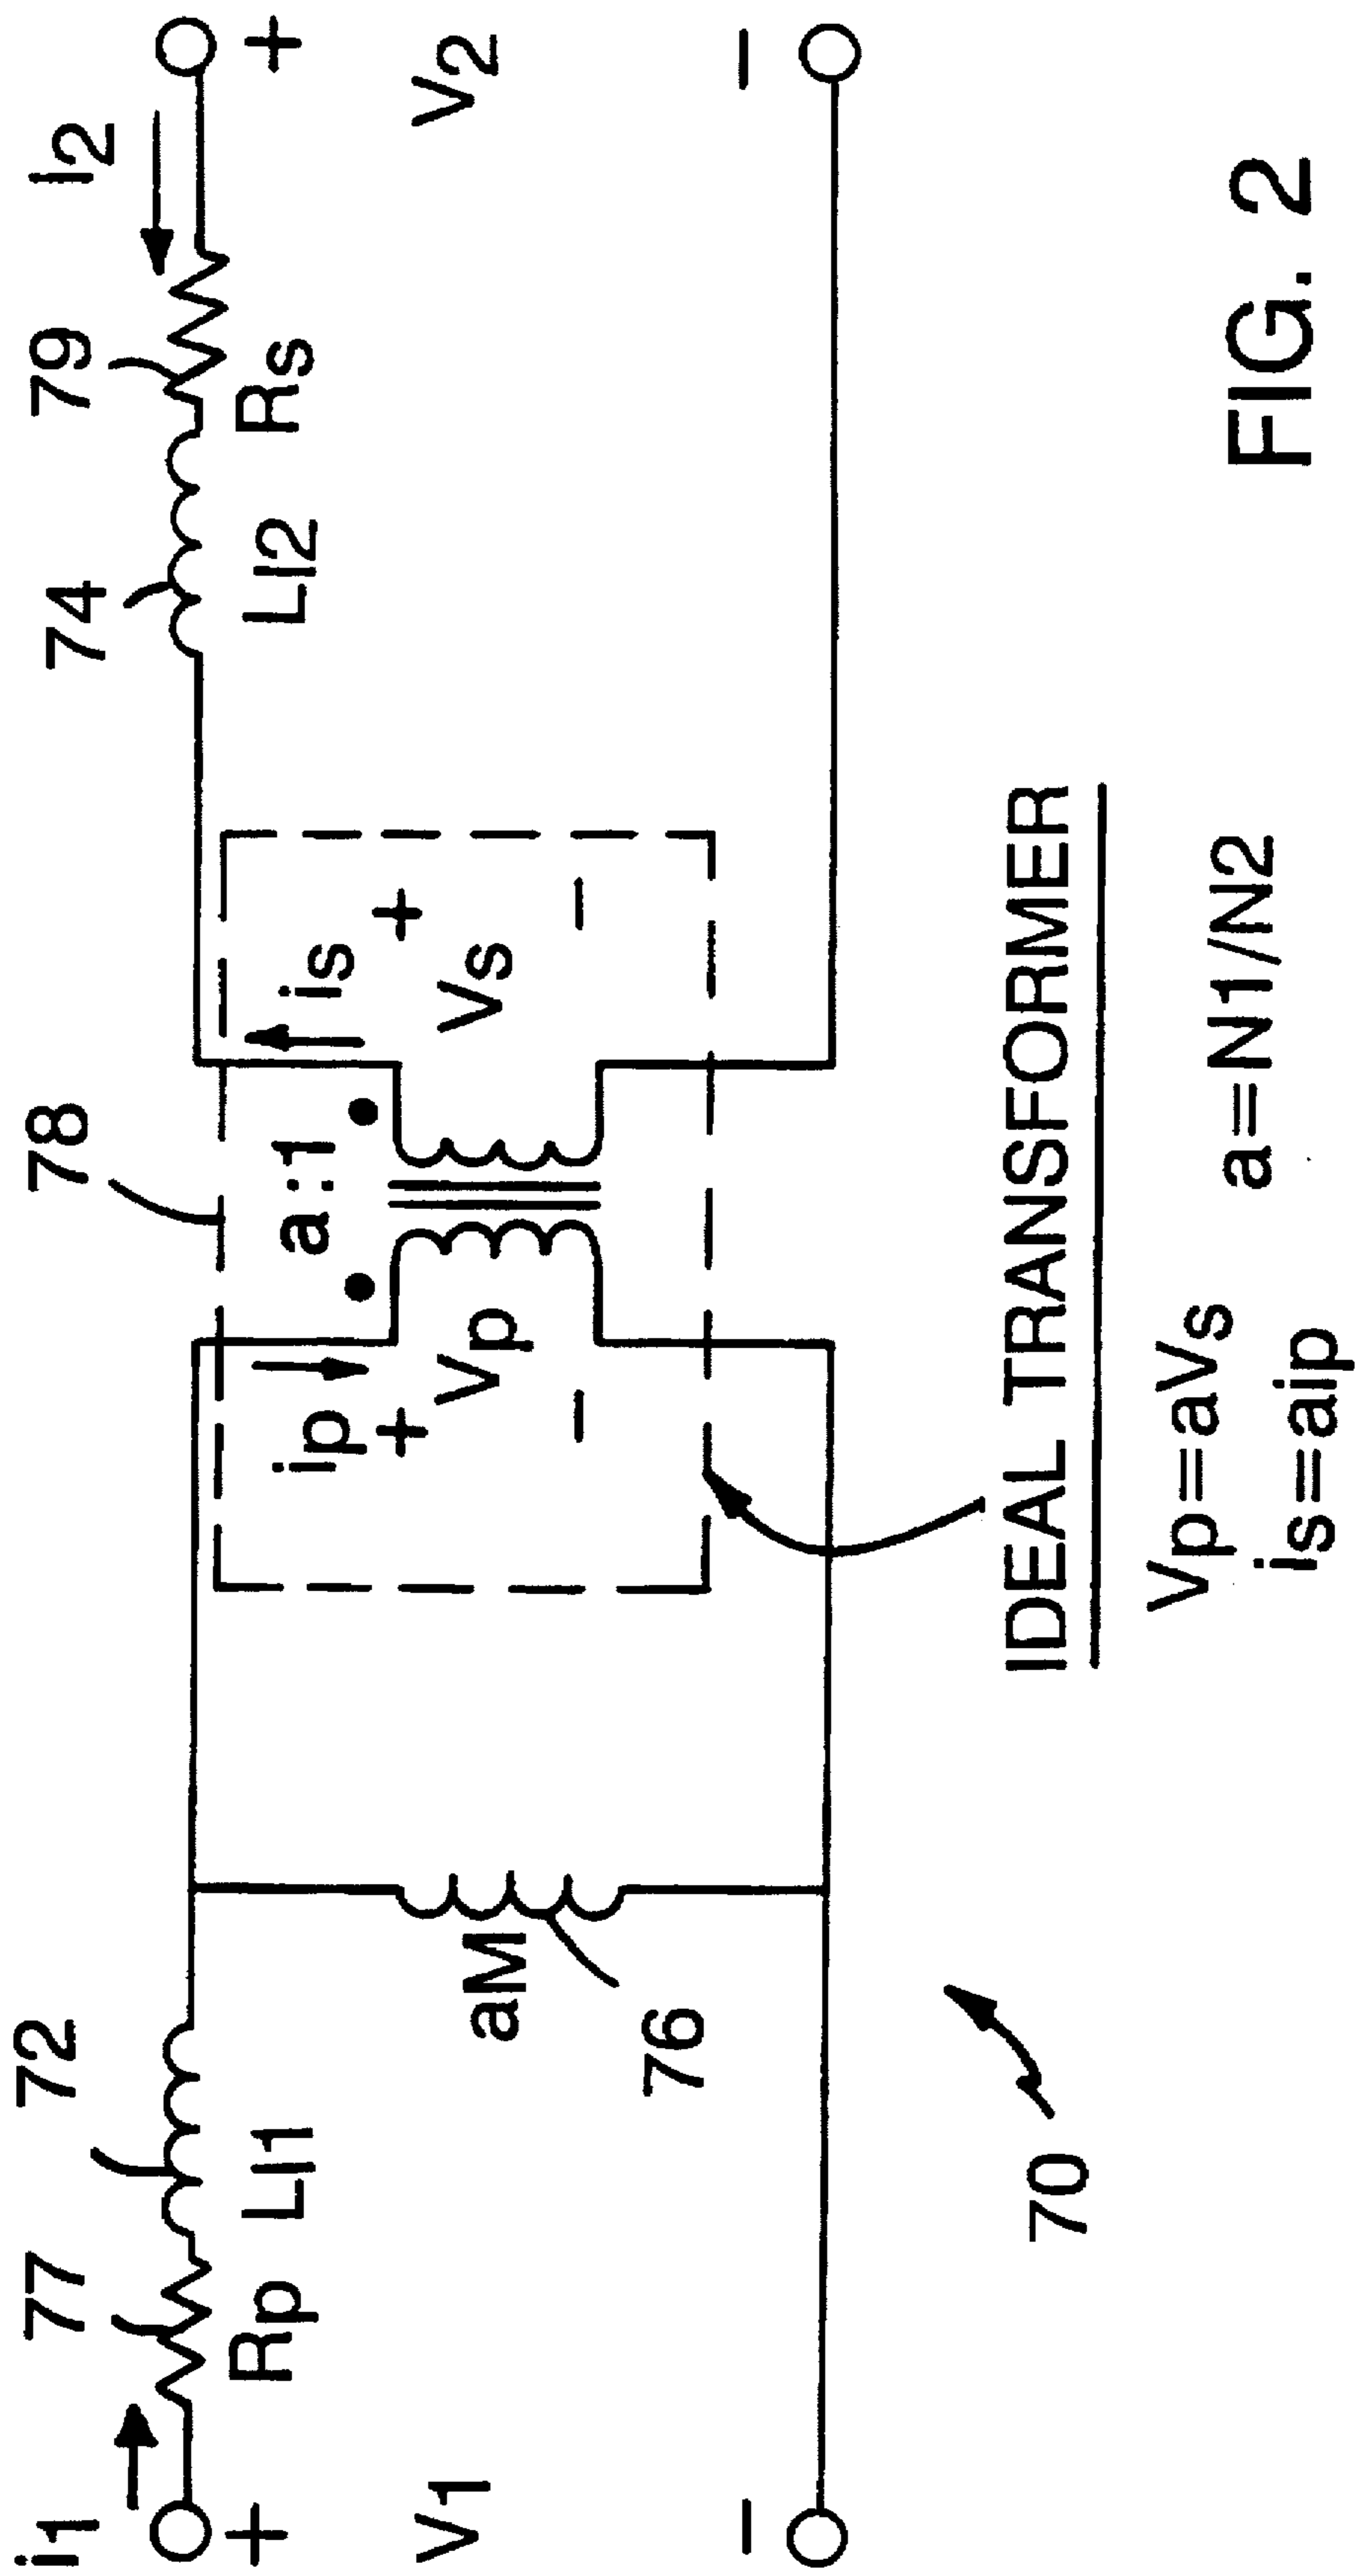 i1
77
72
78
74
79
I2
+
Rp
Ll1
ip
a:1
is
Ll2
Rs
+
V1
aM
+
Vp
Vs
+
V2
−
76
−
−
−
70
IDEAL TRANSFORMER
Vp=aVs
a=N1/N2
is=aip
FIG. 2